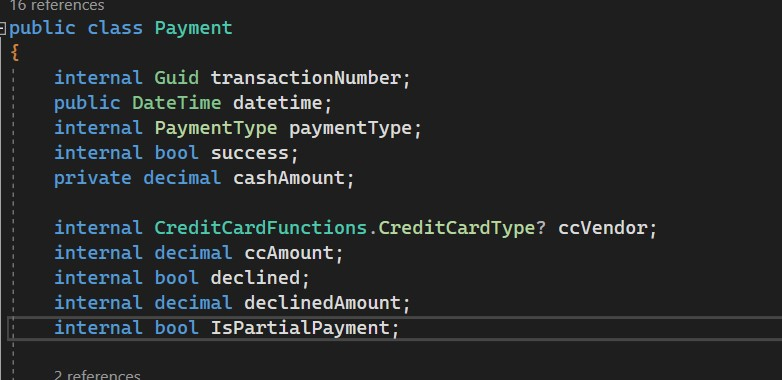 16 references
public class Payment
{
internal Guid transactionNumber;
public DateTime datetime;
internal PaymentType paymentType;
internal bool success;
private decimal cashAmount;
internal CreditCardFunctions.CreditCardType? ccVendor;
internal decimal ccAmount;
internal bool declined;
internal decimal declinedAmount;
internal bool IsPartialPayment;
2 references